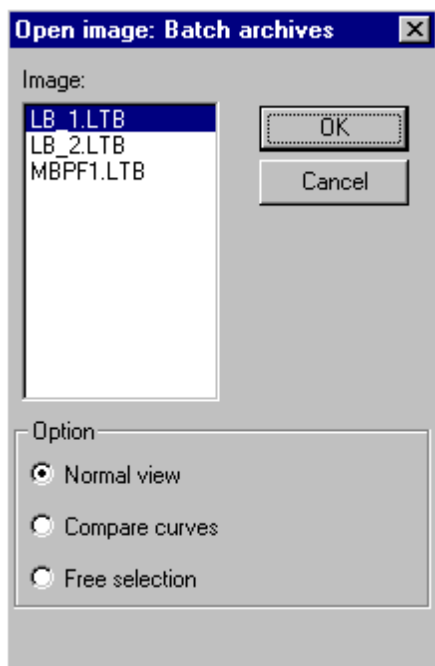 Open image: Batch archives
Image:
LB_1.LTB
LB_2.LTB
MBPF1.LTB
OK
Cancel
Option
Normal view
Compare curves
Free selection